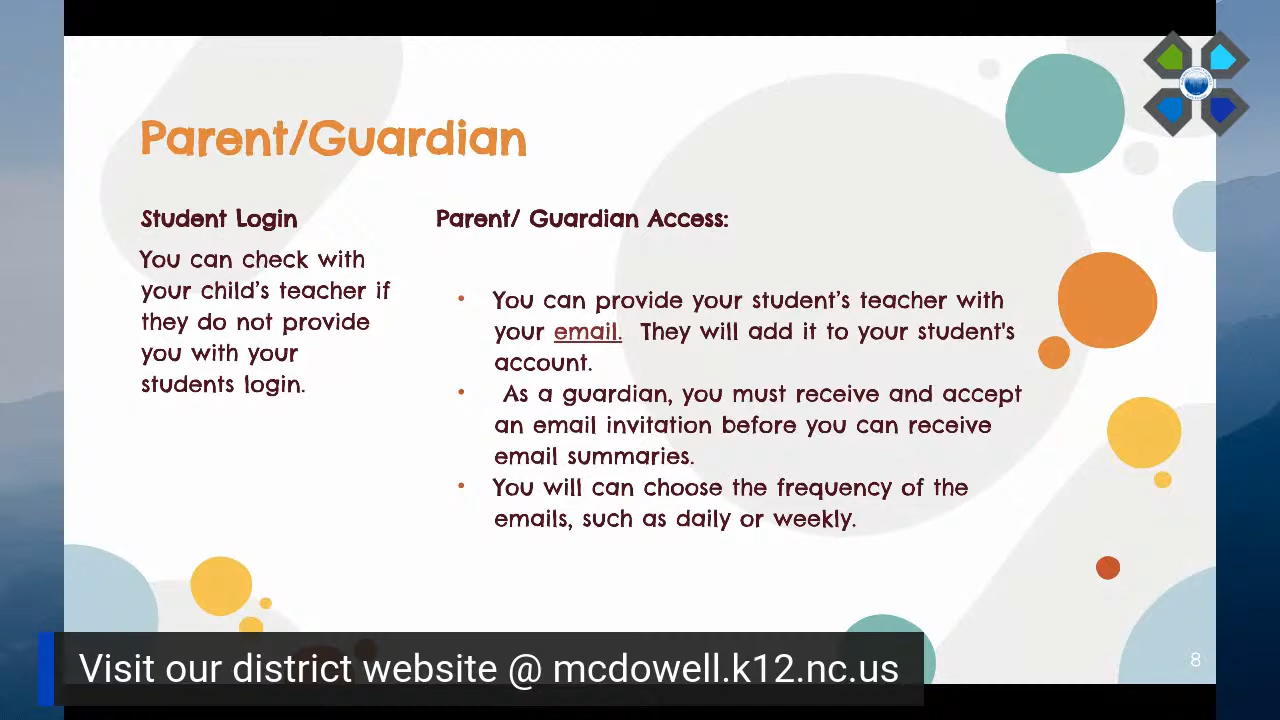 Parent/Guardian
Student Login
You can check with
your child's teacher if
they do not provide
you with your
students login.
Parent/ Guardian Access:
• You can provide your student's teacher with
your email. They will add it to your student's
account.
• As a guardian, you must receive and accept
an email invitation before you can receive
email summaries.
• You will can choose the frequency of the
emails, such as daily or weekly.
8
Visit our district website @ mcdowell.k12.nc.us